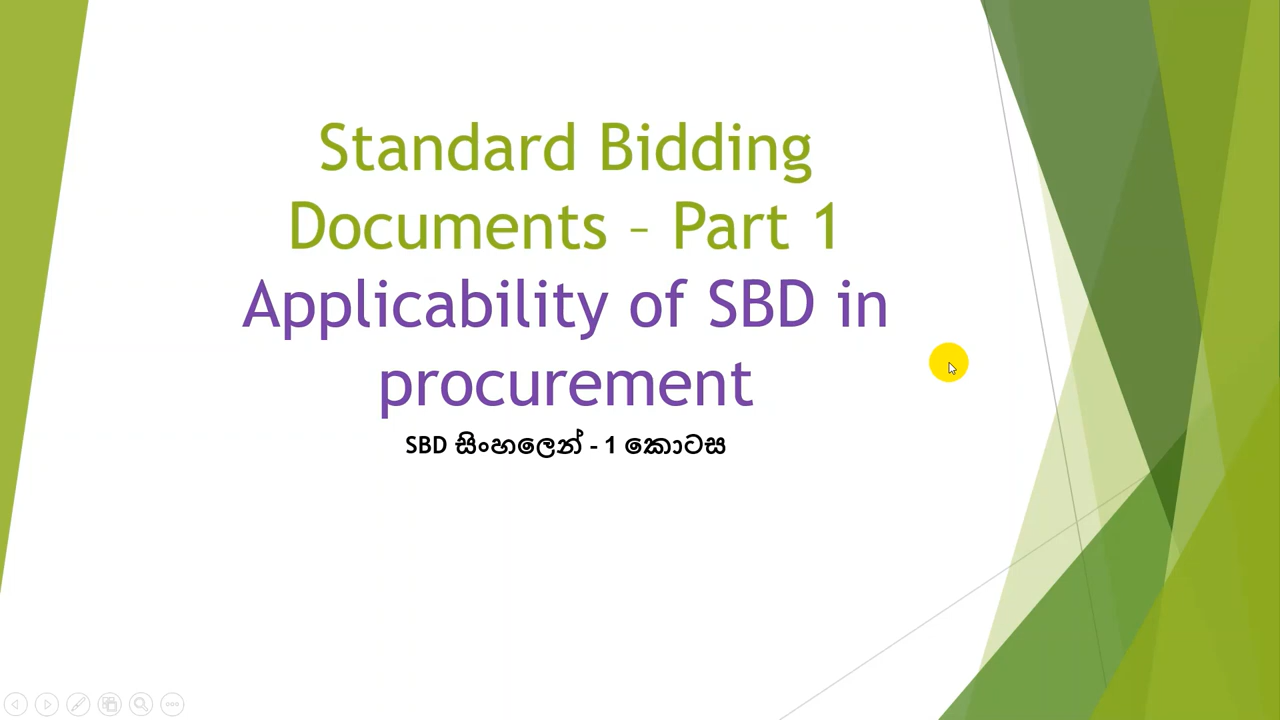 Standard Bidding
Documents – Part 1
Applicability of SBD in
procurement
SBD සිංහලෙන් - 1 කොටස